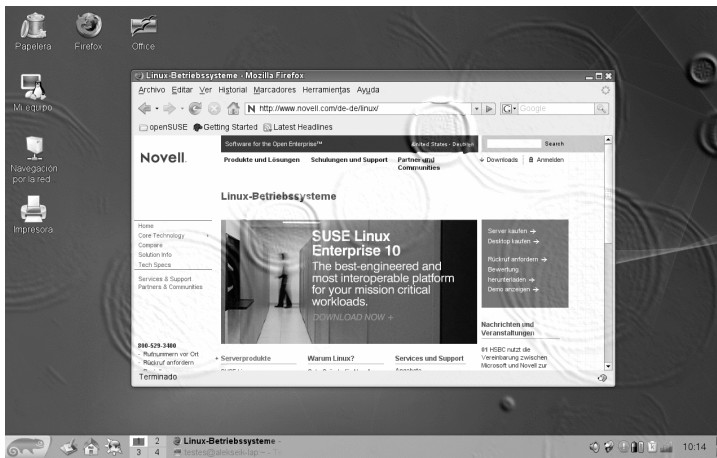 Papelera
Firefox
Office
Mi equipo
Navegación
por la red.
Impresora
Linux-Betriebssysteme - Mozilla Firefox
Archivo Editar Ver Historial Marcadores Herramientas Ayuda
http://www.novell.com/de-de/linux/
Google
openSUSE Getting Started Latest Headlines
Software for the Open Enterprise™
United States - Deutsch
Search
Novell.
Produkte und Lösungen
Schulungen und Support
Partner und
Communities
Downloads
Anmelden
Linux-Betriebssysteme
Home
Core Technology
Compare
Solution Info
Tech Specs
Services & Support
Partners & Communities
800-529-3400
- Rufnummern vor Ort
- Rückruf anfordern
SUSE Linux
Enterprise 10
The best-engineered and
most interoperable platform
for your mission critical
workloads.
DOWNLOAD NOW +
Server kaufen →
Desktop kaufen →
Rückruf anfordern →
Bewertung
herunterladen →
Demo anzeigen →
Nachrichten und
Veranstaltungen
HSBC nutzt die
Vereinbarung zwischen
Microsoft und Novell zur
Serverprodukte
Warum Linux?
Services und Support
Terminado
1 2
3 4
Linux-Betriebssysteme -
10:14